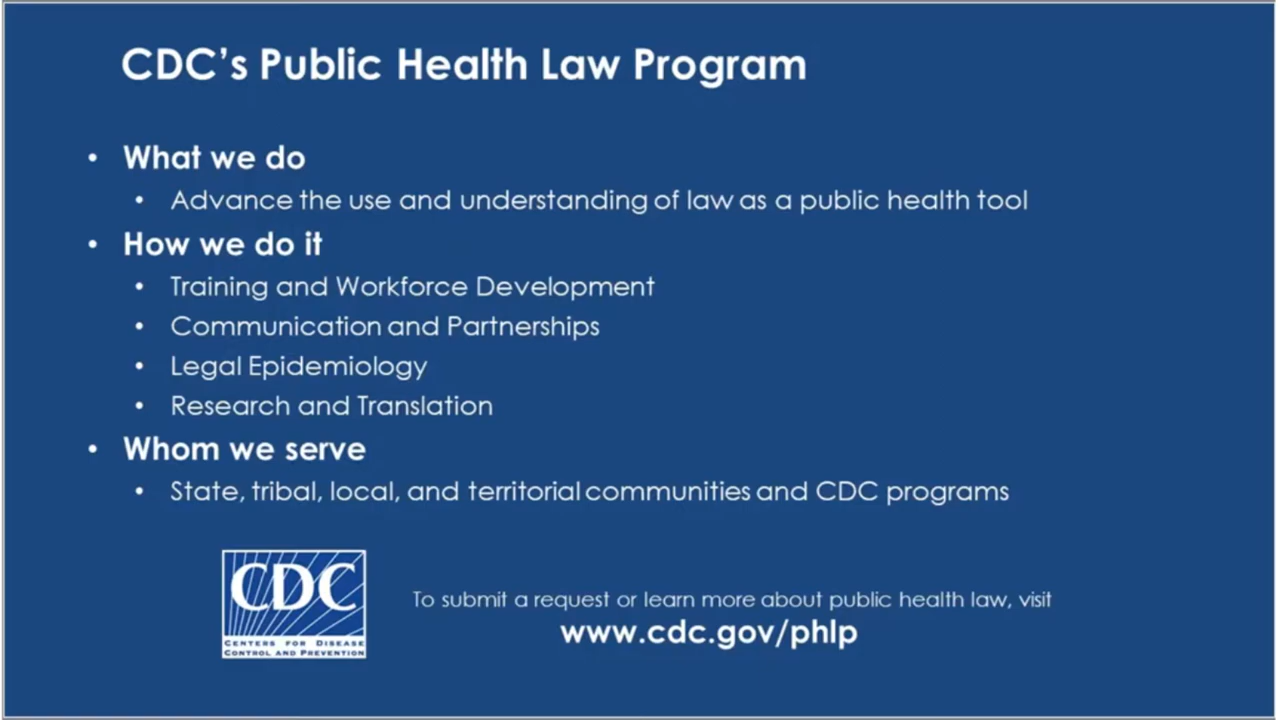 CDC's Public Health Law Program
• What we do
• Advance the use and understanding of law as a public health tool
• How we do it
• Training and Workforce Development
• Communication and Partnerships
• Legal Epidemiology
• Research and Translation
• Whom we serve
• State, tribal, local, and territorial communities and CDC programs
CDC
CENTERS FOR DISEASE
CONTROL AND PREVENTION
To submit a request or learn more about public health law, visit
www.cdc.gov/phlp